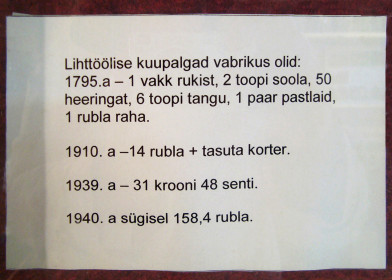 Lihttöölise kuupalgad vabrikus olid:
1795.a – 1 vakk rukist, 2 toopi soola, 50
heeringat, 6 toopi tangu, 1 paar pastlaid,
1 rubla raha.
1910. a –14 rubla + tasuta korter.
1939. a – 31 krooni 48 senti.
1940. a sügisel 158,4 rubla.